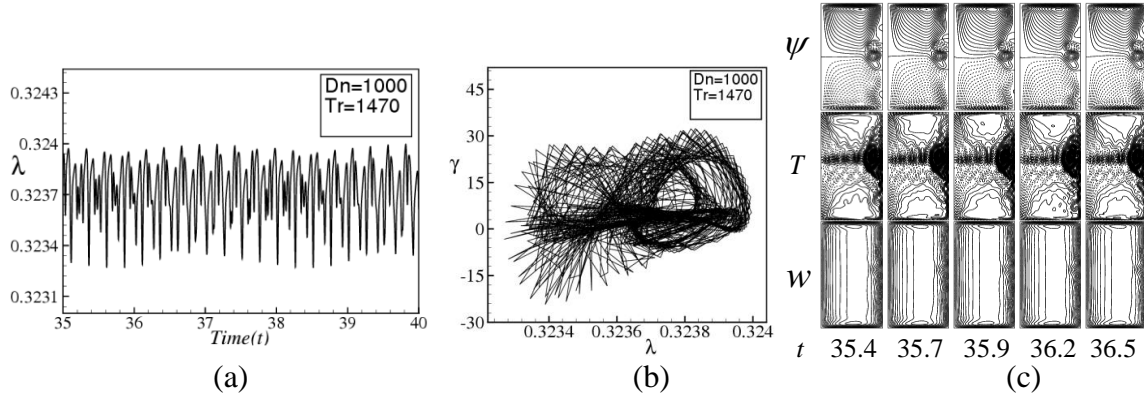 Dn=1000
Tr=1470
0.3243
0.324
0.3237
0.3234
0.3231
λ
35 36 37 38 39 40
Time(t)
(a)
Dn=1000
Tr=1470
45
30
15
0
-15
-30
γ
0.3234 0.3236 0.3238 0.324
λ
(b)
ψ
T
w
t 35.4 35.7 35.9 36.2 36.5
(c)